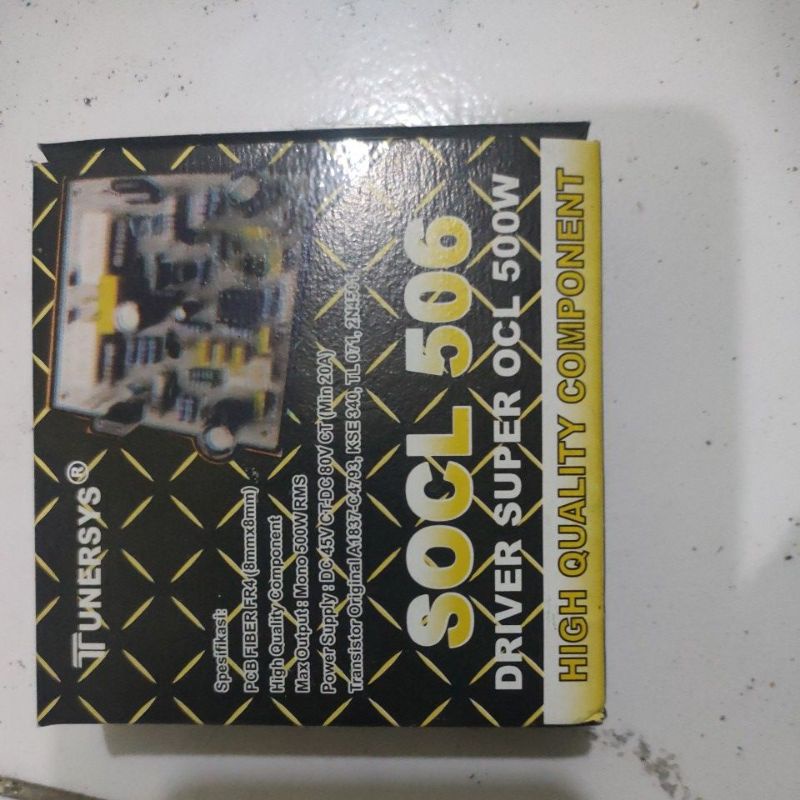 TUNERSYS®
Spesifikasi:
PCB FIBER FR4 (8mmx8mm)
High Quality Component
Max Output : Mono 500W RMS
Power Supply : DC 45V CT-DC 80V CT (Min 20A)
Transistor Original A1837-C4793, KSE 340, TL 071,
SOCL 506
DRIVER SUPER OCL 500W
HIGH QUALITY COMPONENT